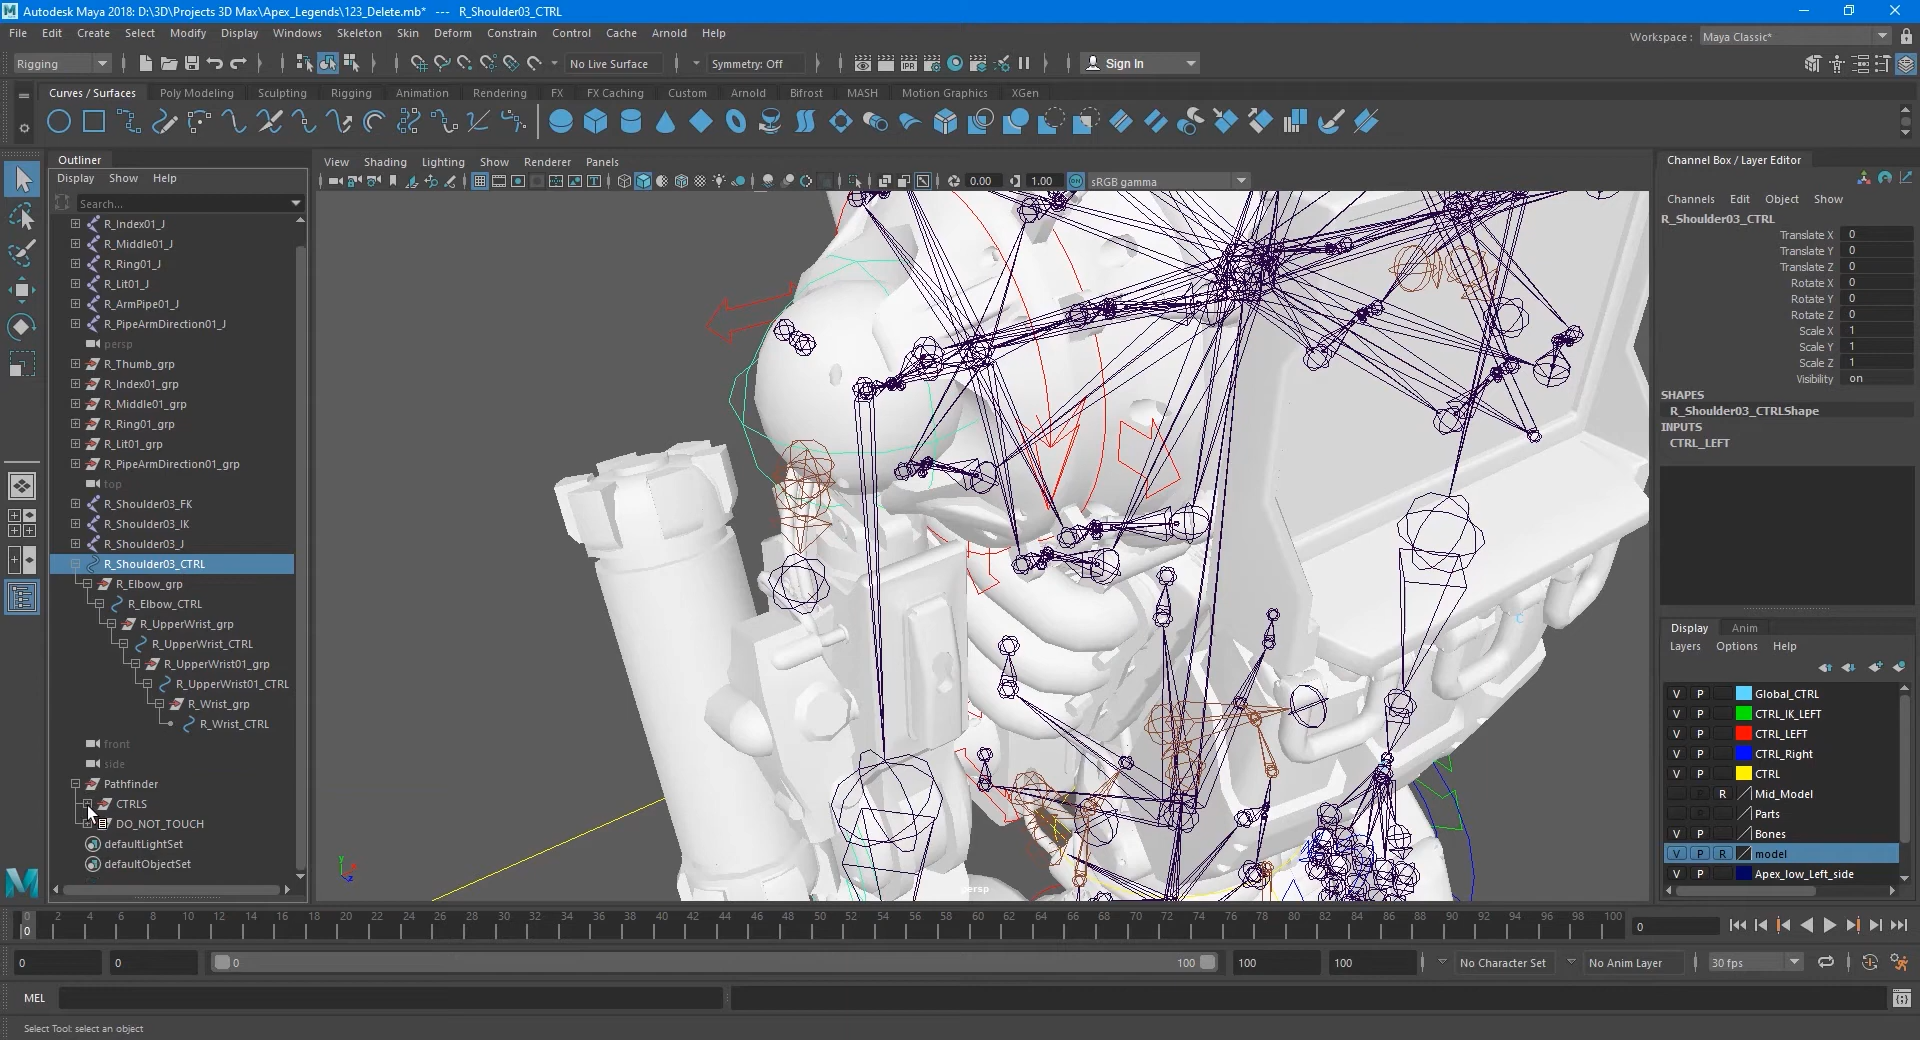 Autodesk Maya 2018: D:\3D\Projects 3D Max\Apex_Legends\123_Delete.mb* --- R_Shoulder03_CTRL
File Edit Create Select Modify Display Windows Skeleton Skin Deform Constrain Control Cache Arnold Help
Workspace : Maya Classic*
Rigging
No Live Surface
Symmetry: Off
IPR
Sign In
Curves / Surfaces Poly Modeling Sculpting Rigging Animation Rendering FX FX Caching Custom Arnold Bifrost MASH Motion Graphics XGen
Outliner
Display Show Help
Search...
R_Index01_J
R_Middle01_J
R_Ring01_J
R_Lit01_J
R_ArmPipe01_J
R_PipeArmDirection01_J
persp
R_Thumb_grp
R_Index01_grp
R_Middle01_grp
R_Ring01_grp
R_Lit01_grp
R_PipeArmDirection01_grp
top
R_Shoulder03_FK
R_Shoulder03_IK
R_Shoulder03_J
R_Shoulder03_CTRL
R_Elbow_grp
R_Elbow_CTRL
R_UpperWrist_grp
R_UpperWrist_CTRL
R_UpperWrist01_grp
R_UpperWrist01_CTRL
R_Wrist_grp
R_Wrist_CTRL
front
side
Pathfinder
CTRLS
DO_NOT_TOUCH
defaultLightSet
defaultObjectSet
View Shading Lighting Show Renderer Panels
0.00
1.00
sRGB gamma
persp
Channel Box / Layer Editor
Channels Edit Object Show
R_Shoulder03_CTRL
Translate X 0
Translate Y 0
Translate Z 0
Rotate X 0
Rotate Y 0
Rotate Z 0
Scale X 1
Scale Y 1
Scale Z 1
Visibility on
SHAPES
R_Shoulder03_CTRLShape
INPUTS
CTRL_LEFT
Display Anim
Layers Options Help
V P Global_CTRL
V P CTRL_IK_LEFT
V P CTRL_LEFT
V P CTRL_Right
V P CTRL
R Mid_Model
Parts
V P Bones
V P R model
V P Apex_low_Left_side
0 2 4 6 8 10 12 14 16 18 20 22 24 26 28 30 32 34 36 38 40 42 44 46 48 50 52 54 56 58 60 62 64 66 68 70 72 74 76 78 80 82 84 86 88 90 92 94 96 98 100
0
0
0
0
0
100
100
100
No Character Set
No Anim Layer
30 fps
MEL
Select Tool: select an object